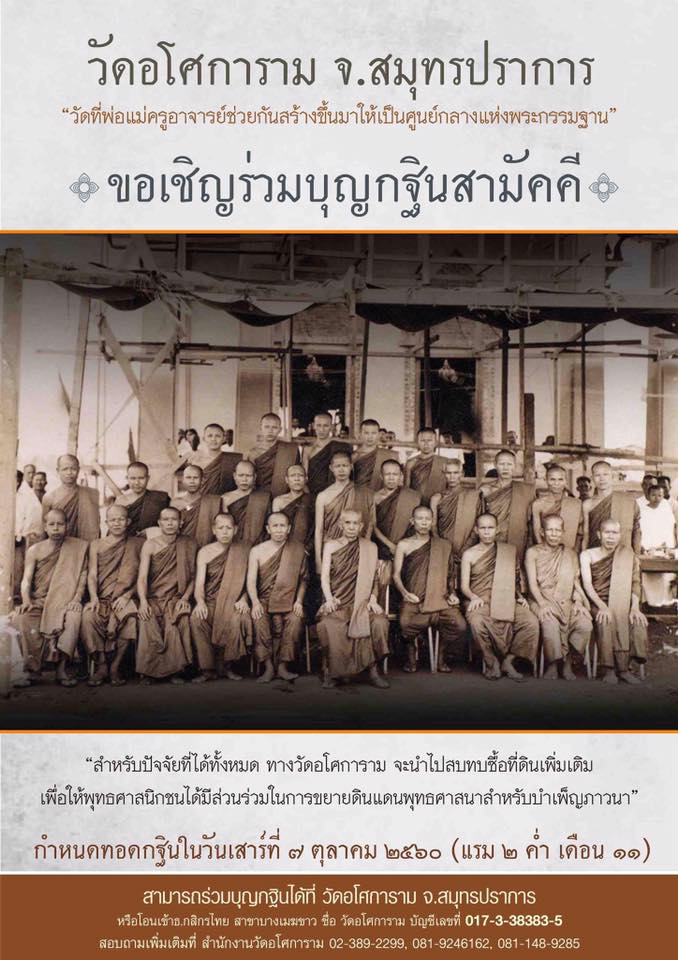 วัดอโศการาม จ.สมุทรปราการ
“วัดที่พ่อแม่ครูอาจารย์ช่วยกันสร้างขึ้นมาให้เป็นศูนย์กลางแห่งพระกรรมฐาน”
ขอเชิญร่วมบุญกฐินสามัคคี
“สำหรับปัจจัยที่ได้ทั้งหมด ทางวัดอโศการาม จะนำไปสบทบซื้อที่ดินเพิ่มเติม
เพื่อให้พุทธศาสนิกชนได้มีส่วนร่วมในการขยายดินแดนพุทธศาสนาสำหรับบำเพ็ญภาวนา”
กำหนดทอดกฐินในวันเสาร์ที่ ๗ ตุลาคม ๒๕๖๐ (แรม ๒ ค่ำ เดือน ๑๑)
สามารถร่วมบุญกฐินได้ที่ วัดอโศการาม จ.สมุทรปราการ
หรือโอนเข้าธ.กสิกรไทย สาขาบางเมฆขาว ชื่อ วัดอโศการาม บัญชีเลขที่ 017-3-38383-5
สอบถามเพิ่มเติมที่ สำนักงานวัดอโศการาม 02-389-2299, 081-9246162, 081-148-9285